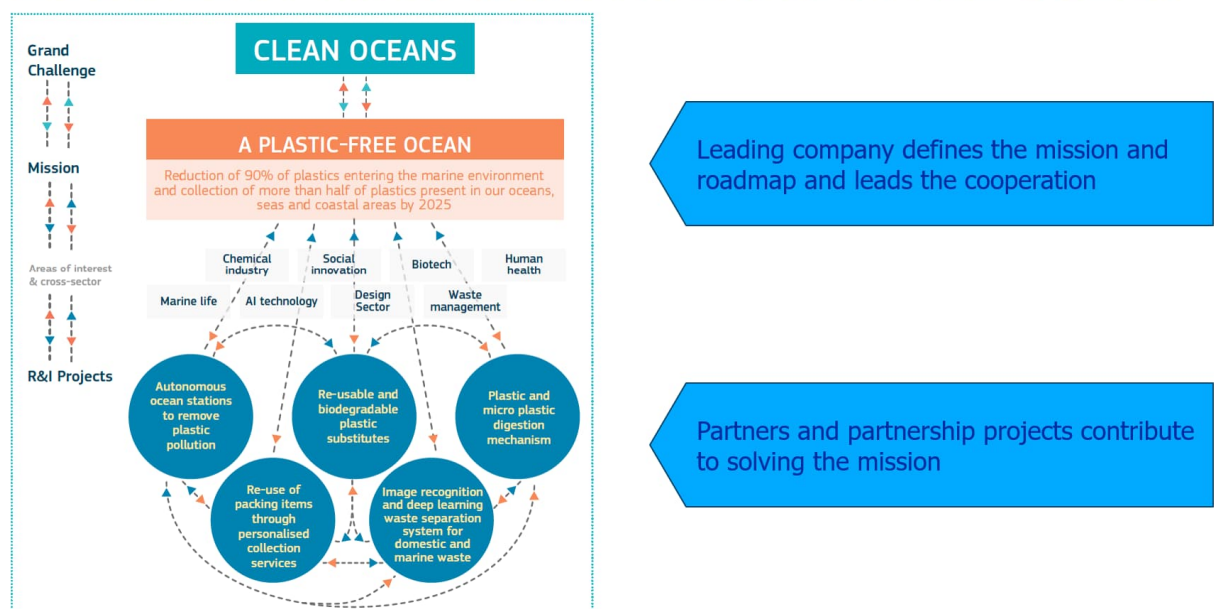 Grand
Challenge
Mission
Areas of interest
& cross-sector
R&I Projects
CLEAN OCEANS
A PLASTIC-FREE OCEAN
Reduction of 90% of plastics entering the marine environment
and collection of more than half of plastics present in our oceans,
seas and coastal areas by 2025
Chemical
industry
Social
innovation
Biotech
Human
health
Marine life
AI technology
Design
Sector
Waste
management
Autonomous
ocean stations
to remove
plastic
pollution
Re-usable and
biodegradable
plastic
substitutes
Plastic and
micro plastic
digestion
mechanism
Re-use of
packing items
through
personalised
collection
services
Image recognition
and deep learning
waste separation
system for
domestic and
marine waste
Leading company defines the mission and
roadmap and leads the cooperation
Partners and partnership projects contribute
to solving the mission